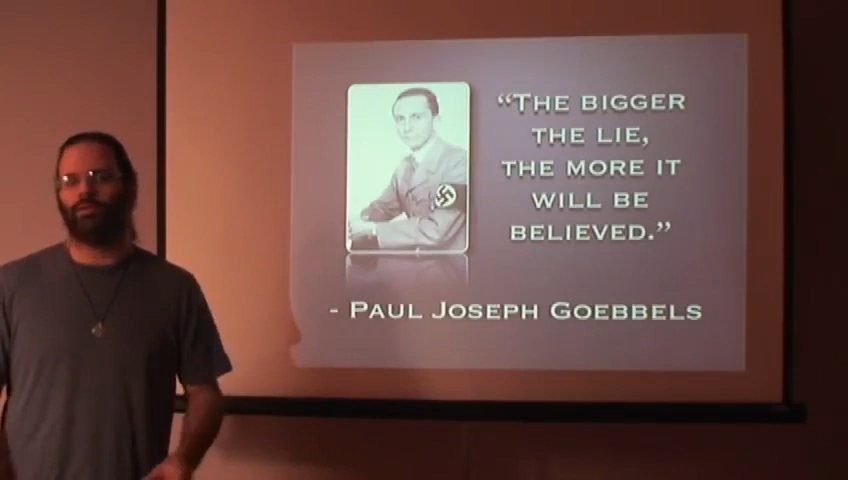 “THE BIGGER
THE LIE,
THE MORE IT
WILL BE
BELIEVED.”
- PAUL JOSEPH GOEBBELS